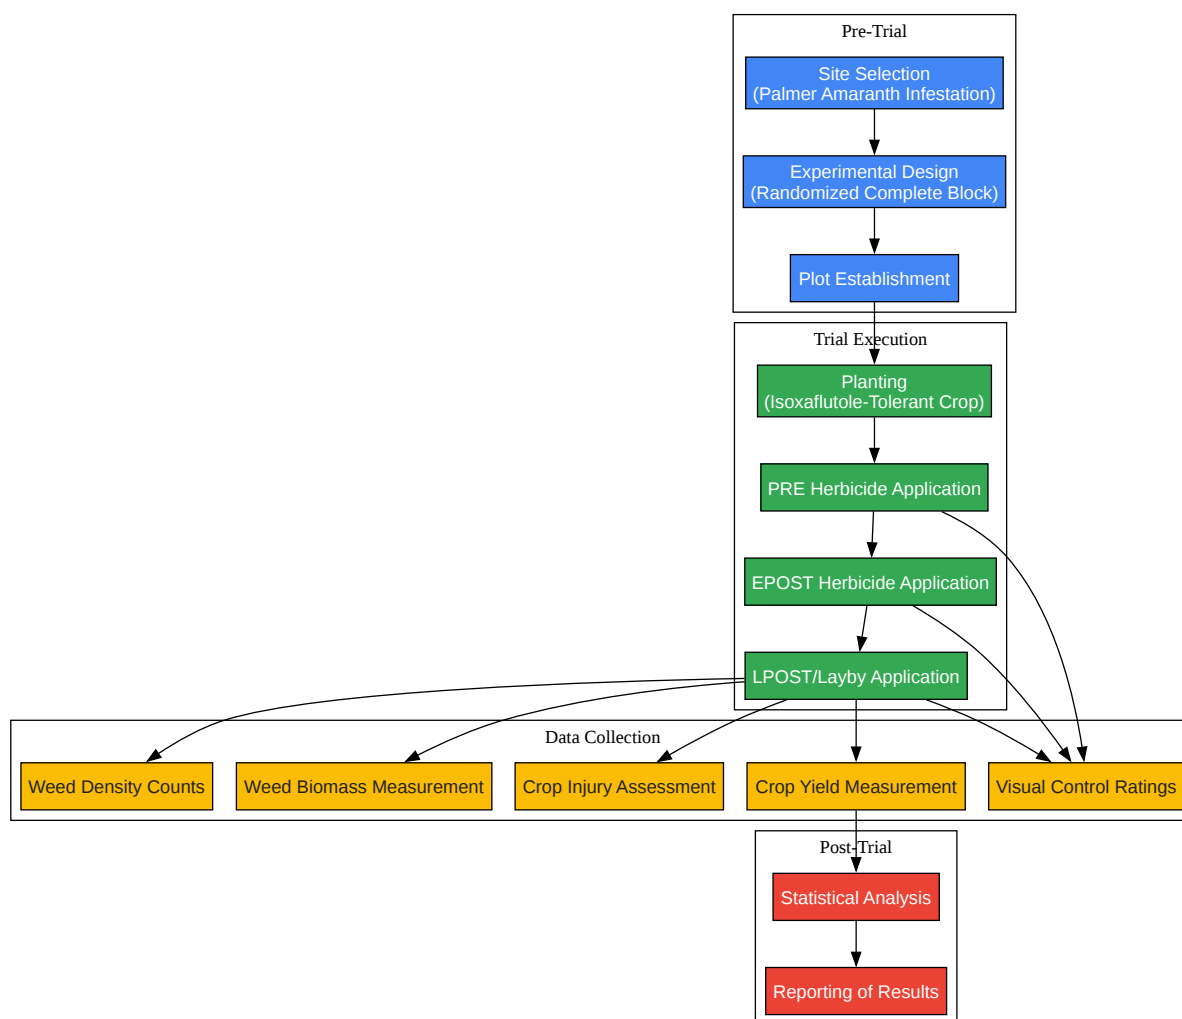 Pre-Trial
Site Selection
(Palmer Amaranth Infestation)
Experimental Design
(Randomized Complete Block)
Plot Establishment
Trial Execution
Planting
(Isoxaflutole-Tolerant Crop)
PRE Herbicide Application
EPOST Herbicide Application
LPOST/Layby Application
Data Collection
Weed Density Counts
Weed Biomass Measurement
Crop Injury Assessment
Crop Yield Measurement
Visual Control Ratings
Post-Trial
Statistical Analysis
Reporting of Results